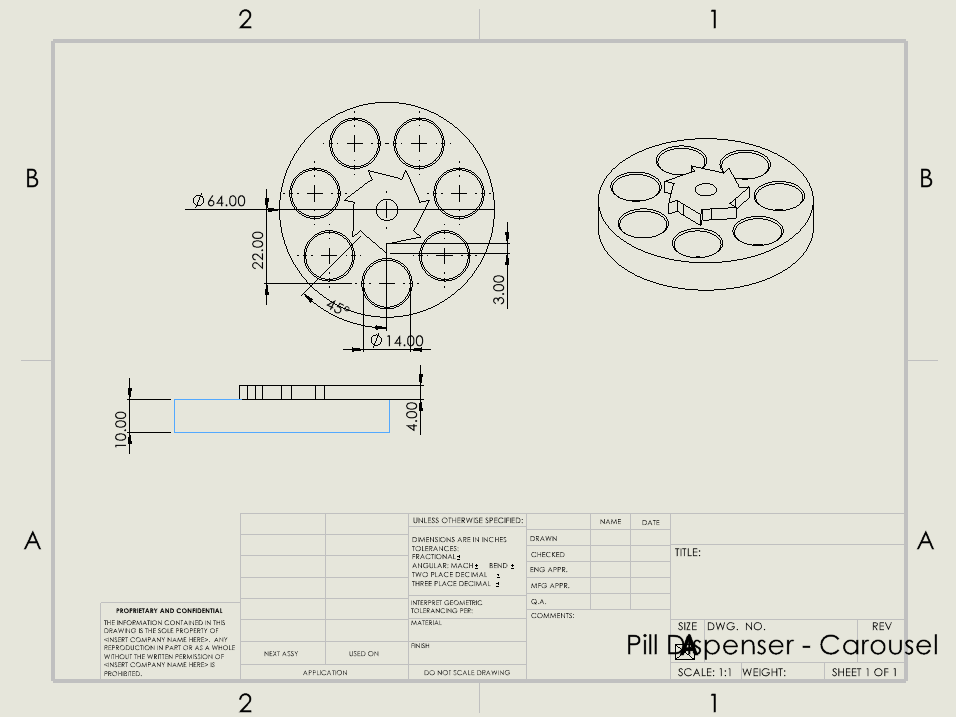 2 1
B B
Ø64.00
22.00
3.00
45°
Ø14.00
10.00
4.00
A A
UNLESS OTHERWISE SPECIFIED:
DIMENSIONS ARE IN INCHES
TOLERANCES:
FRACTIONAL±
ANGULAR: MACH± BEND ±
TWO PLACE DECIMAL ±
THREE PLACE DECIMAL ±
INTERPRET GEOMETRIC
TOLERANCING PER:
MATERIAL
FINISH
DO NOT SCALE DRAWING
NAME DATE
DRAWN
CHECKED
ENG APPR.
MFG APPR.
Q.A.
COMMENTS:
TITLE:
SIZE DWG. NO. REV
A
Pill Dispenser - Carousel
SCALE: 1:1 WEIGHT: SHEET 1 OF 1
PROPRIETARY AND CONFIDENTIAL
THE INFORMATION CONTAINED IN THIS
DRAWING IS THE SOLE PROPERTY OF
<INSERT COMPANY NAME HERE>. ANY
REPRODUCTION IN PART OR AS A WHOLE
WITHOUT THE WRITTEN PERMISSION OF
<INSERT COMPANY NAME HERE> IS
PROHIBITED.
NEXT ASSY USED ON
APPLICATION
2 1